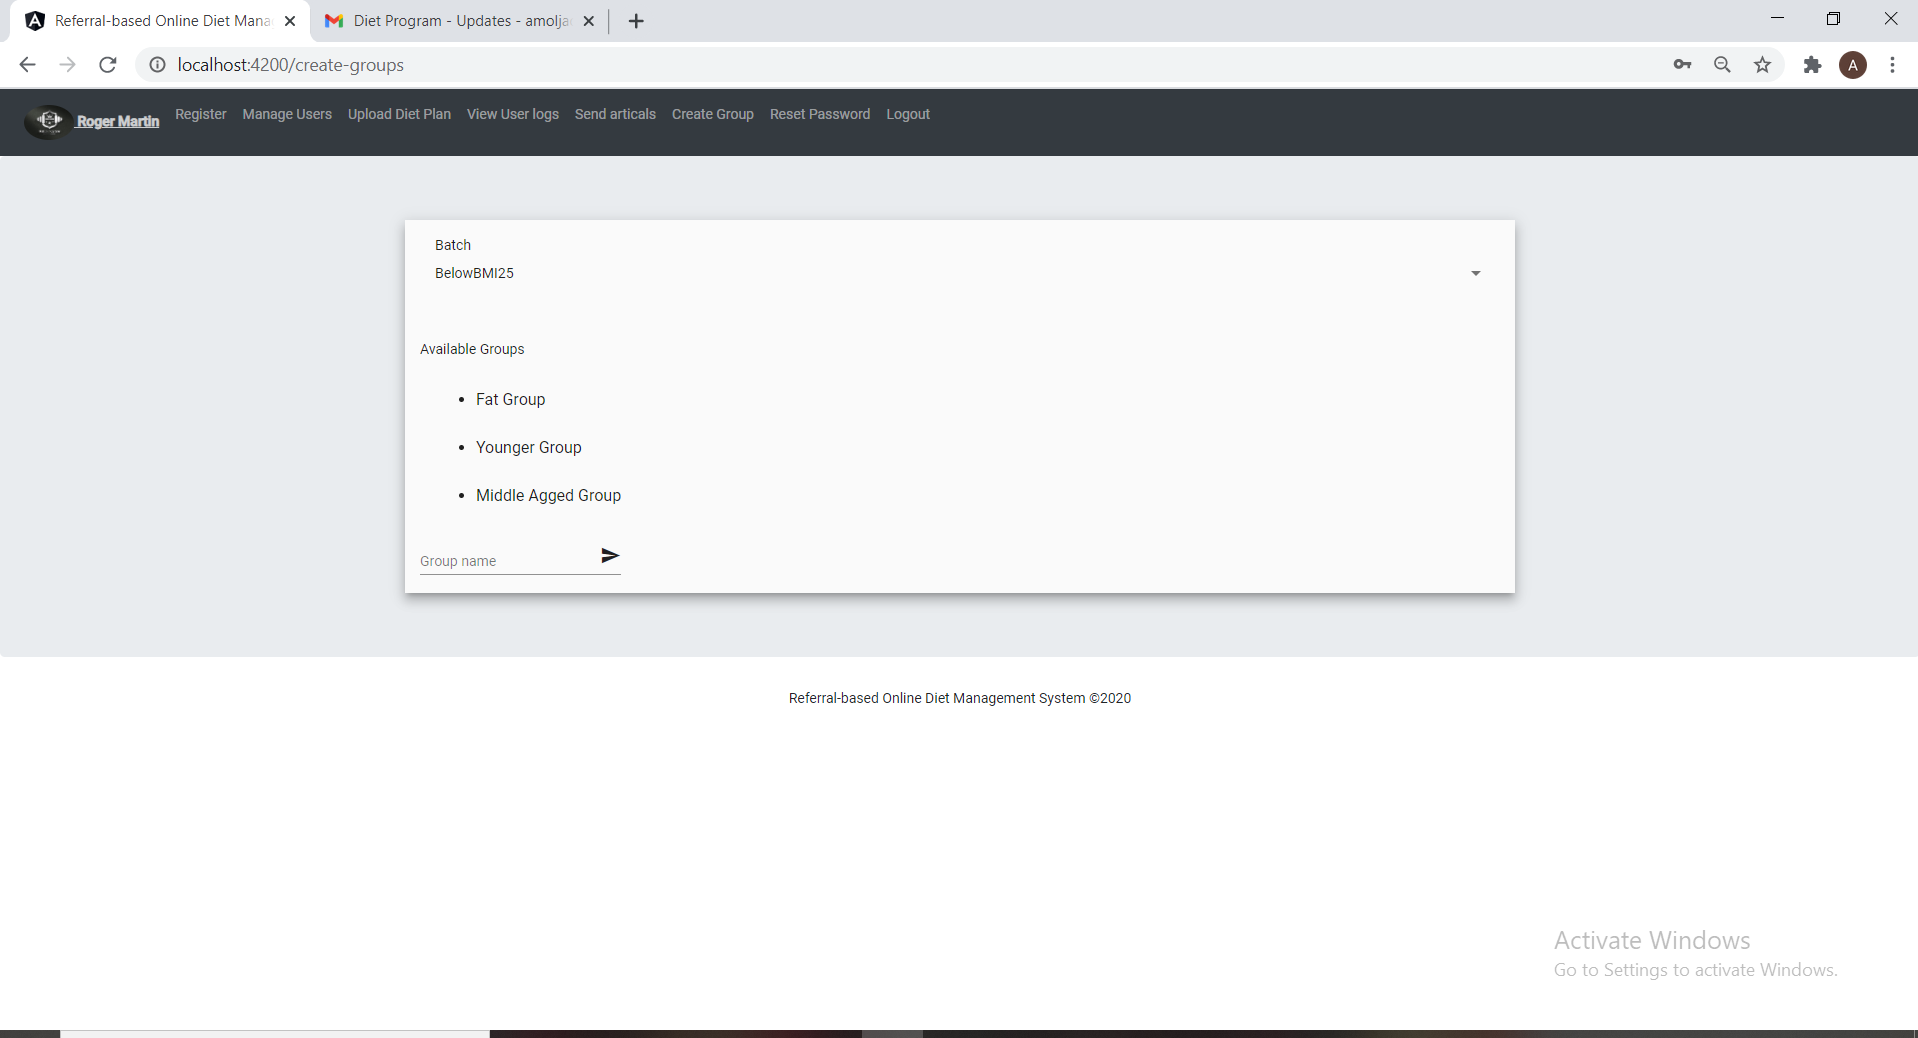 Referral-based Online Diet Mana
Diet Program - Updates - amolja
localhost:4200/create-groups
A
Roger Martin
Register
Manage Users
Upload Diet Plan
View User logs
Send articals
Create Group
Reset Password
Logout
Batch
BelowBMI25
Available Groups
Fat Group
Younger Group
Middle Agged Group
Group name
Referral-based Online Diet Management System ©2020
Activate Windows
Go to Settings to activate Windows.